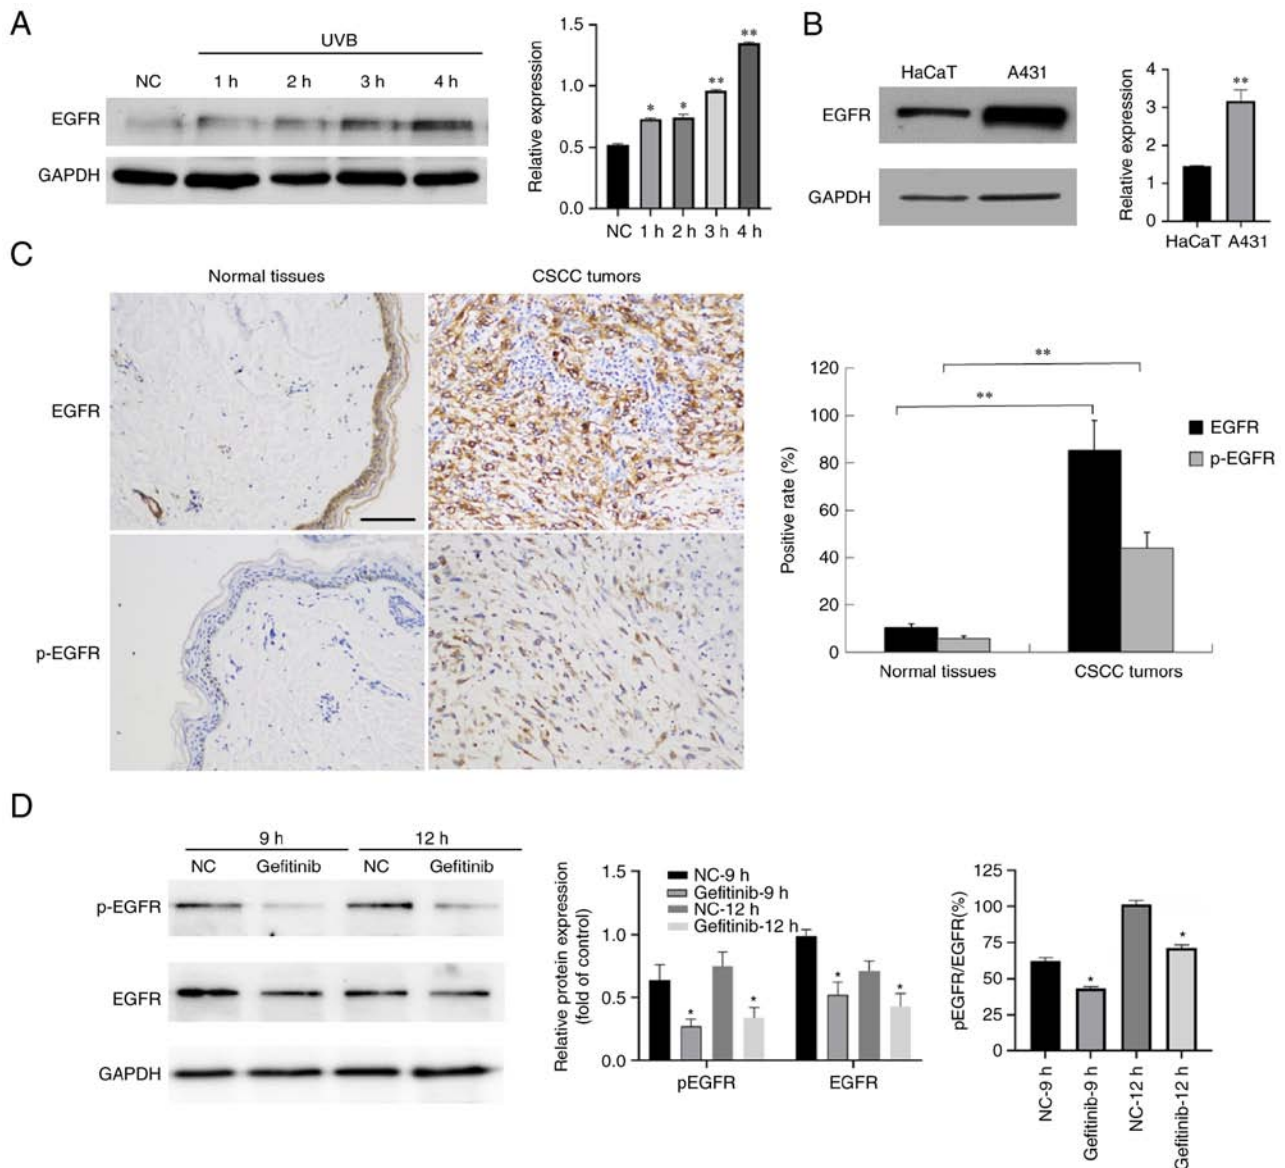 A
UVB
NC 1 h 2 h 3 h 4 h
EGFR
GAPDH
Relative expression
1.5
1.0
0.5
0.0
* * ** **
NC 1 h 2 h 3 h 4 h
B
HaCaT A431
EGFR
GAPDH
Relative expression
4
3
2
1
0
**
HaCaT A431
C
Normal tissues CSCC tumors
EGFR
p-EGFR
Positive rate (%)
120
100
80
60
40
20
0
**
**
EGFR
p-EGFR
Normal tissues CSCC tumors
D
9 h 12 h
NC Gefitinib NC Gefitinib
p-EGFR
EGFR
GAPDH
Relative protein expression
(fold of control)
1.5
1.0
0.5
0.0
NC-9 h
Gefitinib-9 h
NC-12 h
Gefitinib-12 h
* * * *
pEGFR EGFR
pEGFR/EGFR(%)
125
100
75
50
25
0
* *
NC-9 h
Gefitinib-9 h
NC-12 h
Gefitinib-12 h